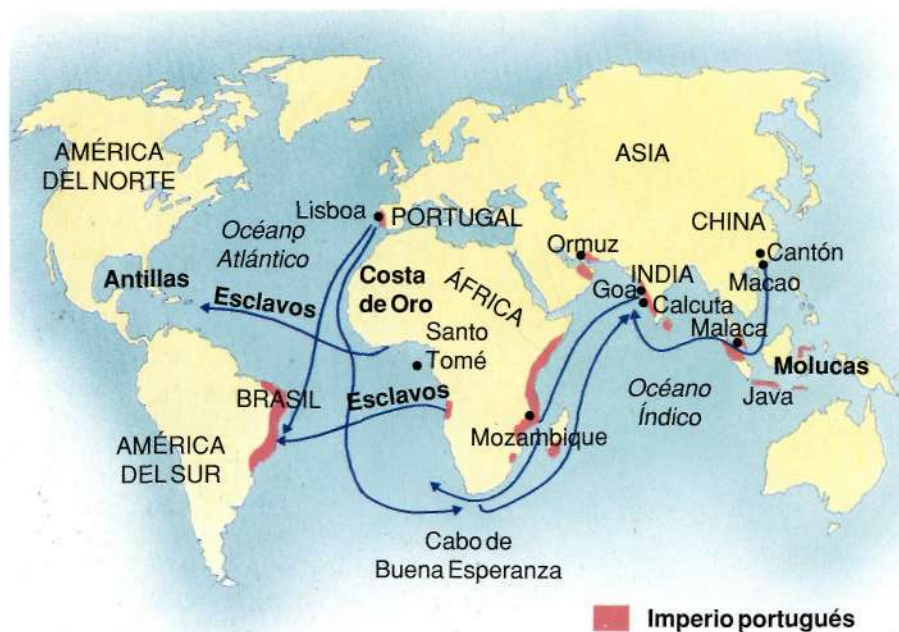 AMÉRICA
DEL NORTE
ASIA
Lisboa
PORTUGAL
Océano
Atlántico
CHINA
Cantón
Macao
Ormuz
INDIA
Goa
Calcuta
Antillas
Esclavos
Costa
de Oro
ÁFRICA
Santo
Tomé
Malaca
Molucas
Java
BRASIL
Esclavos
Océano
Índico
Mozambique
AMÉRICA
DEL SUR
Cabo de
Buena Esperanza
Imperio portugués